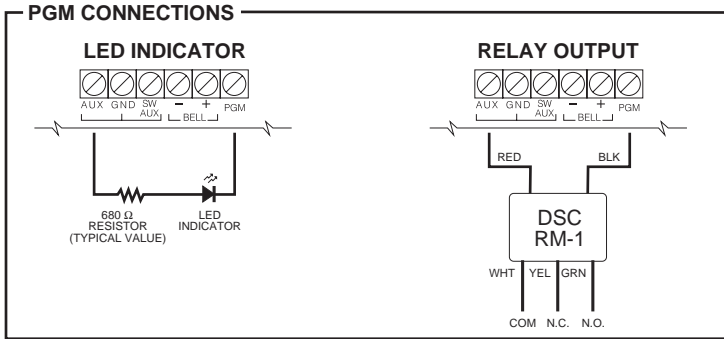 PGM CONNECTIONS
LED INDICATOR
AUX GND SW AUX − + PGM
BELL
680 Ω
RESISTOR
(TYPICAL VALUE)
LED
INDICATOR
RELAY OUTPUT
AUX GND SW AUX − + PGM
BELL
RED BLK
DSC
RM-1
WHT YEL GRN
COM N.C. N.O.